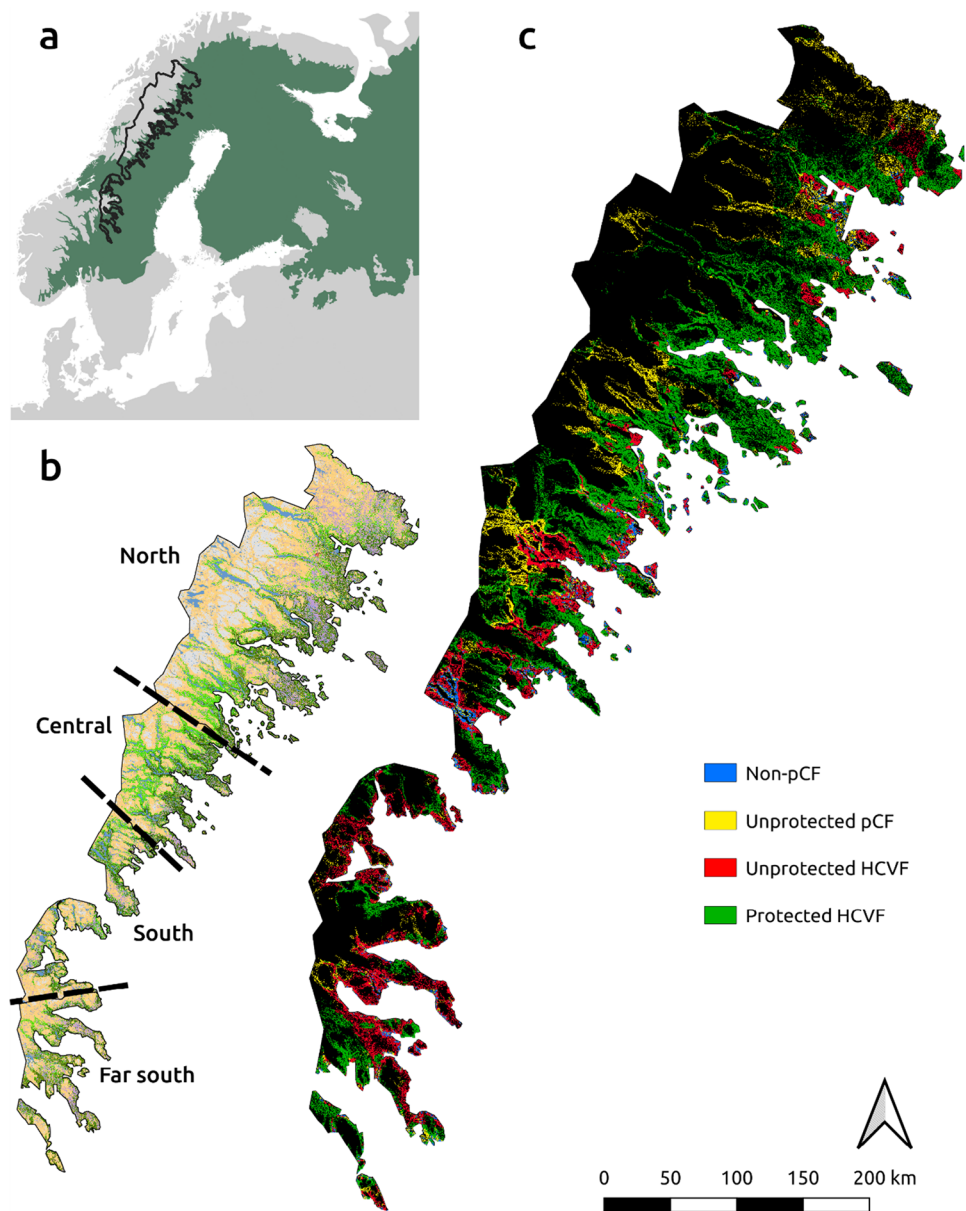 a
c
b
North
Central
South
Far south
Non-pCF
Unprotected pCF
Unprotected HCVF
Protected HCVF
0 50 100 150 200 km